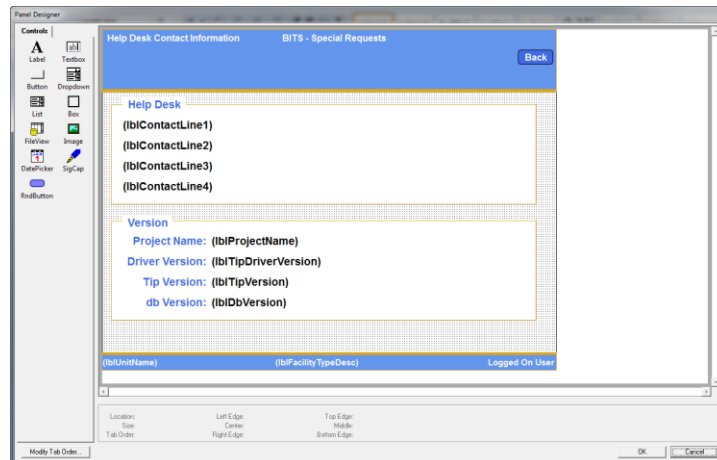 Panel Designer
Controls
A
Label
abl
Textbox
Button
Dropdown
List
Box
FileView
Image
DatePicker
SigCap
RndButton
Help Desk Contact Information
BITS - Special Requests
Back
Help Desk
(lblContactLine1)
(lblContactLine2)
(lblContactLine3)
(lblContactLine4)
Version
Project Name: (lblProjectName)
Driver Version: (lblTipDriverVersion)
Tip Version: (lblTipVersion)
db Version: (lblDbVersion)
(lblUnitName)
(lblFacilityTypeDesc)
Logged On User
Location: Left Edge: Top Edge:
Size: Center: Middle:
Tab Order: Right Edge: Bottom Edge:
Modify Tab Order...
OK
Cancel